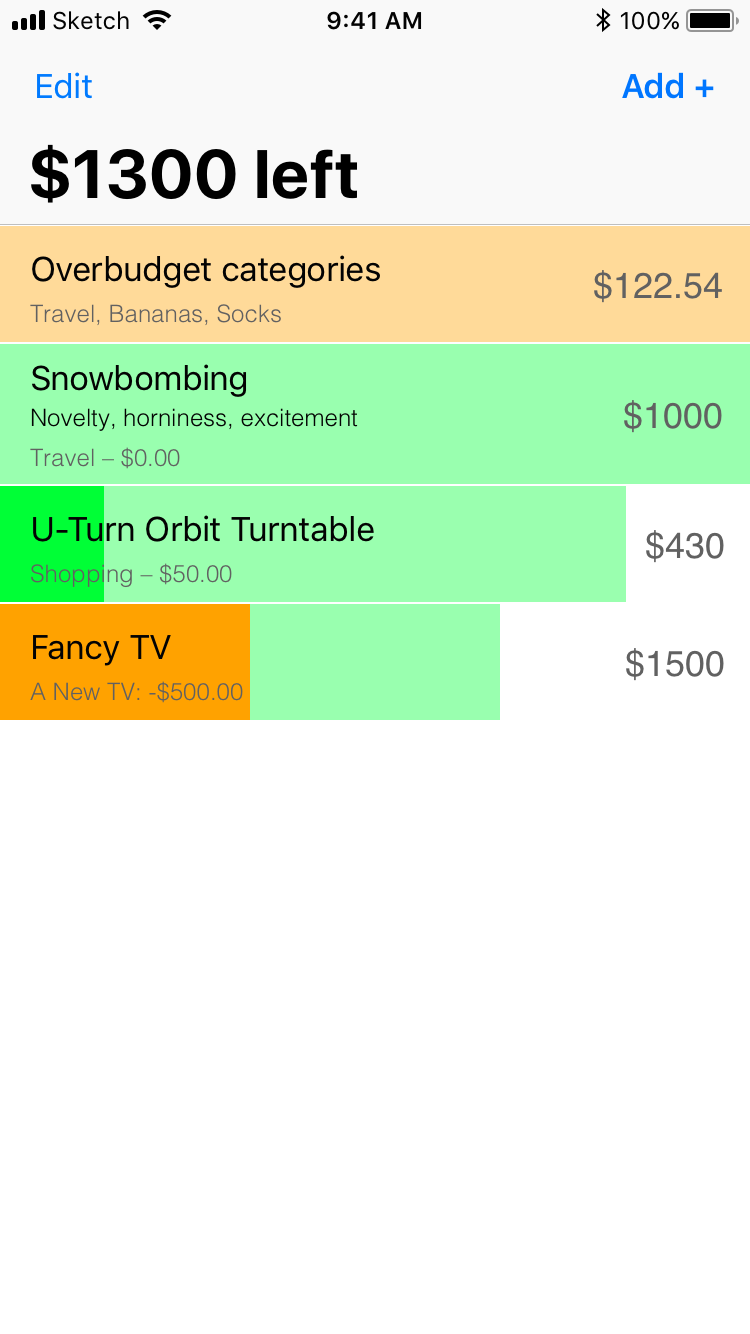 Sketch 9:41 AM 100%
Edit Add +
$1300 left
Overbudget categories
$122.54
Travel, Bananas, Socks
Snowbombing
Novelty, horniness, excitement
$1000
Travel – $0.00
U-Turn Orbit Turntable
$430
Shopping – $50.00
Fancy TV
$1500
A New TV: -$500.00